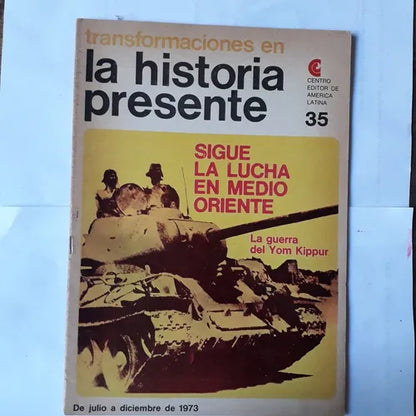 transformaciones en
la historia
presente
CENTRO
EDITOR DE
AMERICA
LATINA
35
SIGUE
LA LUCHA
EN MEDIO
ORIENTE
La guerra
del Yom Kippur
De julio a diciembre de 1973